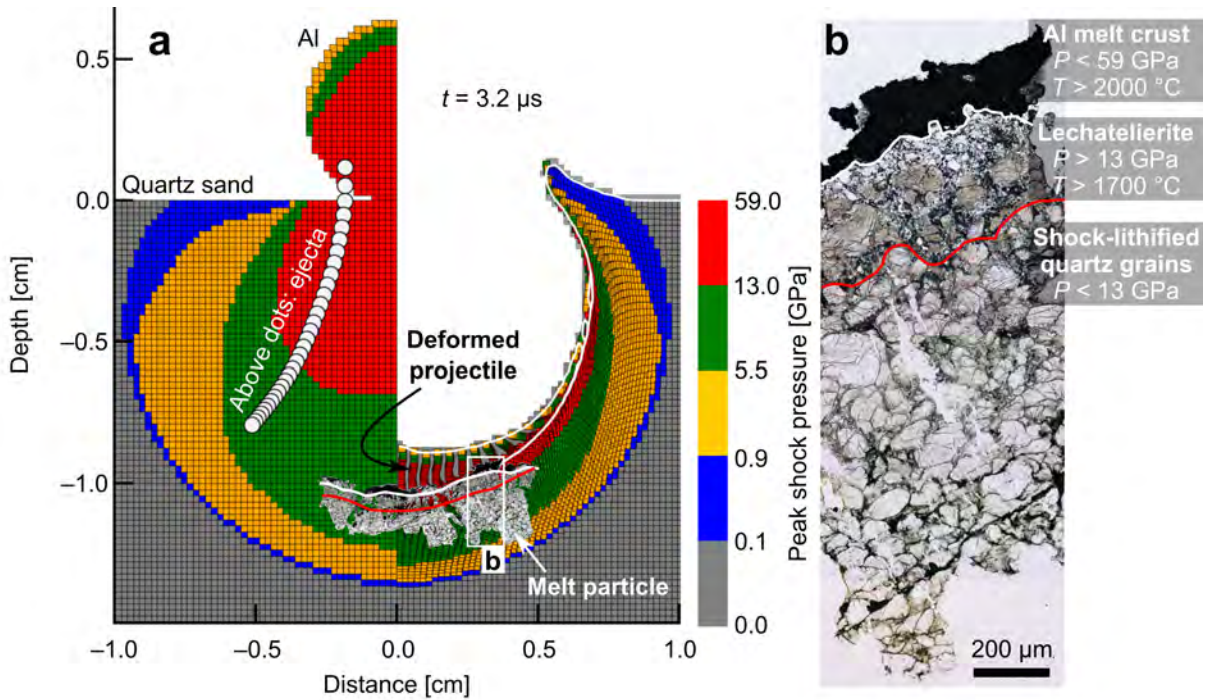 a
Al
t = 3.2 µs
Quartz sand
Above dots: ejecta
Deformed
projectile
b
Melt particle
0.5
0.0
−0.5
−1.0
Depth [cm]
−1.0
−0.5
0.0
0.5
1.0
Distance [cm]
59.0
13.0
5.5
0.9
0.1
0.0
Peak shock pressure [GPa]
b
Al melt crust
P < 59 GPa
T > 2000 °C
Lechatelierite
P > 13 GPa
T > 1700 °C
Shock-lithified
quartz grains
P < 13 GPa
200 µm